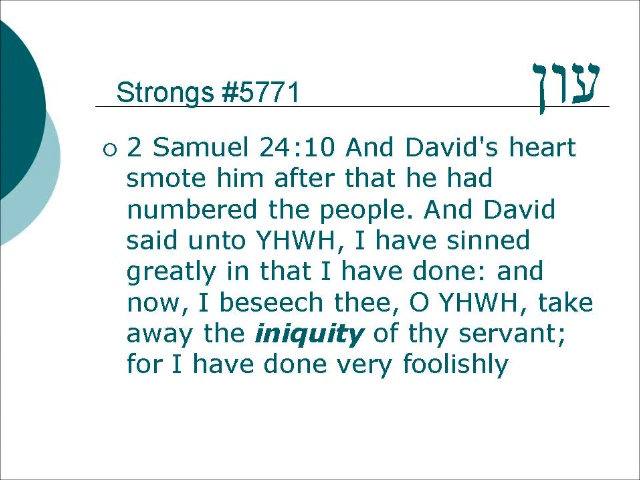 Strongs #5771 עון
2 Samuel 24:10 And David's heart
smote him after that he had
numbered the people. And David
said unto YHWH, I have sinned
greatly in that I have done: and
now, I beseech thee, O YHWH, take
away the iniquity of thy servant;
for I have done very foolishly